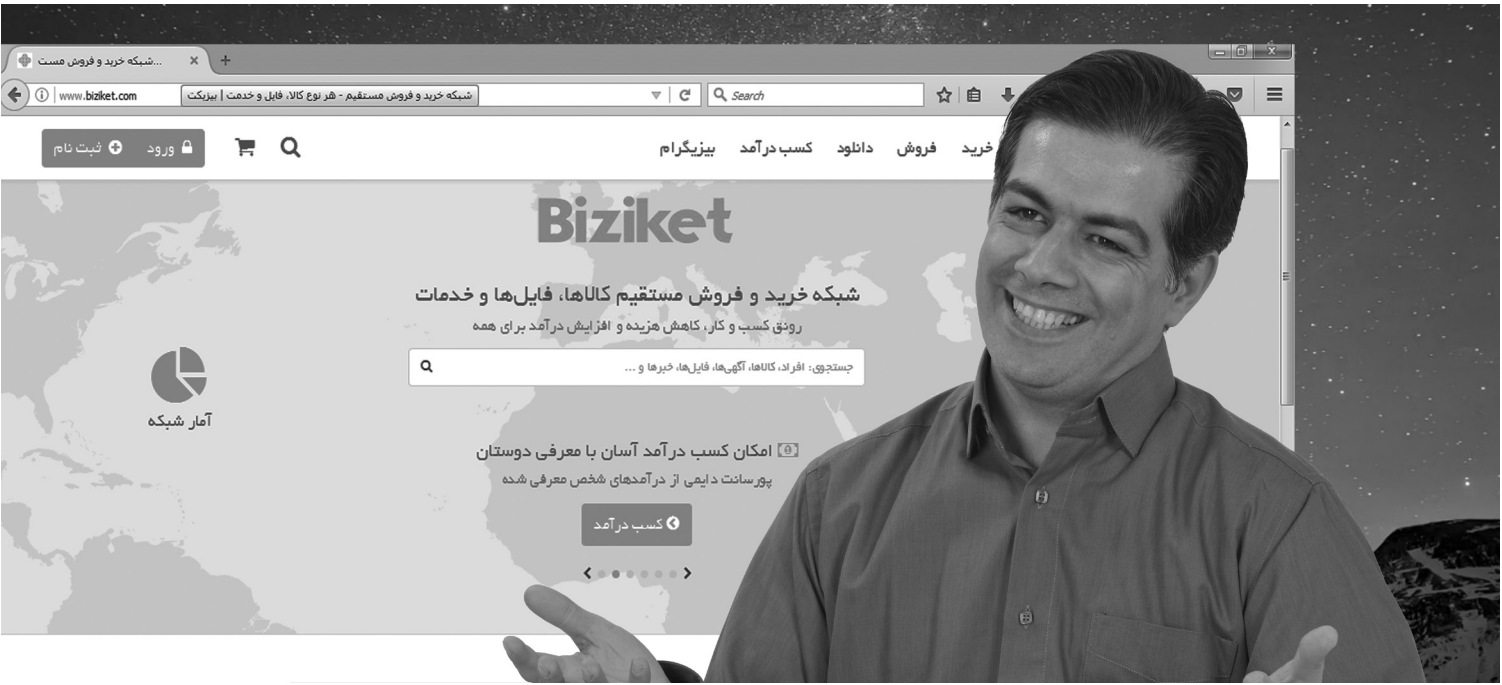 شبکه خرید و فروش مست...
www.biziket.com
شبکه خرید و فروش مستقیم - هر نوع کالا، فایل و خدمت | بیزیکت
Search
خرید
فروش
دانلود
کسب درآمد
بیزیگرام
ورود
ثبت نام
Biziket
شبکه خرید و فروش مستقیم کالاها، فایل‌ها و خدمات
رونق کسب و کار، کاهش هزینه و افزایش درآمد برای همه
جستجوی: افراد، کالاها، آگهی‌ها، فایل‌ها، خبرها و ...
آمار شبکه
امکان کسب درآمد آسان با معرفی دوستان
پورسانت دایمی از درآمدهای شخص معرفی شده
کسب درآمد